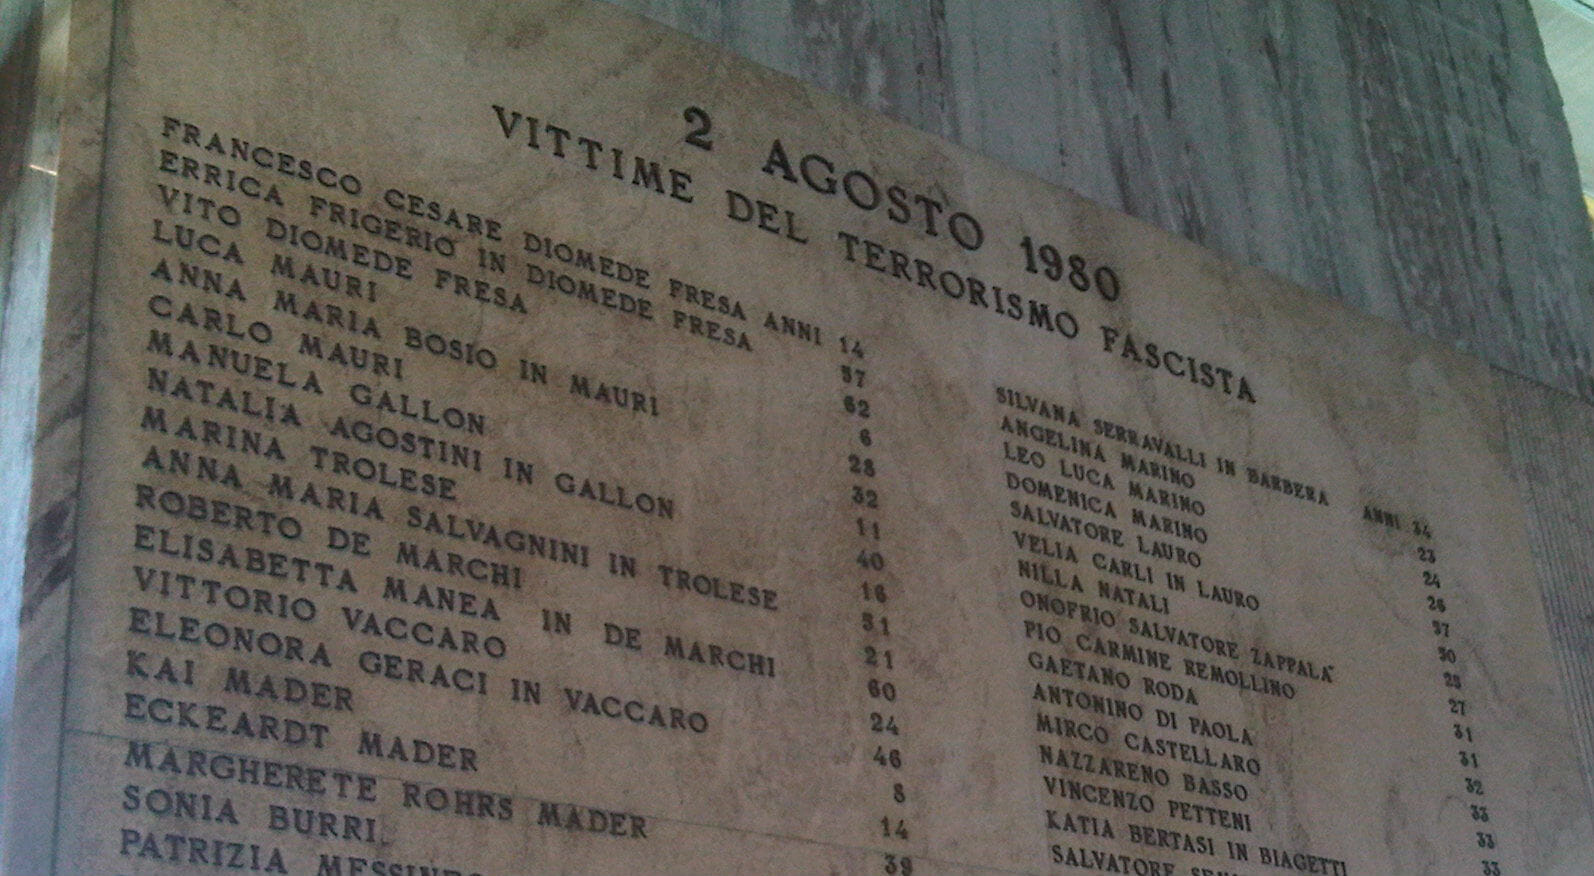 2 AGOSTO 1980
VITTIME DEL TERRORISMO FASCISTA
FRANCESCO CESARE DIOMEDE FRESA ANNI 14
ERRICA FRIGERIO IN DIOMEDE FRESA 57
VITO DIOMEDE FRESA 62
LUCA MAURI 6
ANNA MARIA BOSIO IN MAURI 28
CARLO MAURI 32
MANUELA GALLON 11
NATALIA AGOSTINI IN GALLON 40
MARINA TROLESE 16
ANNA MARIA SALVAGNINI IN TROLESE 51
ROBERTO DE MARCHI 21
ELISABETTA MANEA IN DE MARCHI 60
VITTORIO VACCARO 24
ELEONORA GERACI IN VACCARO 46
KAI MADER 8
ECKEARDT MADER 14
MARGHERETE ROHRS MADER 39
SONIA BURRI
PATRIZIA
SILVANA SERRAVALLI IN BARBERA ANNI 34
ANGELINA MARINO 23
LEO LUCA MARINO 24
DOMENICA MARINO 26
SALVATORE LAURO 57
VELIA CARLI IN LAURO 50
NILLA NATALI 25
ONOFRIO SALVATORE ZAPPALA' 27
PIO CARMINE REMOLLINO 31
GAETANO RODA 31
ANTONINO DI PAOLA 32
MIRCO CASTELLARO 33
NAZZARENO BASSO 33
VINCENZO PETTENI 33
KATIA BERTASI IN BIAGETTI
SALVATORE